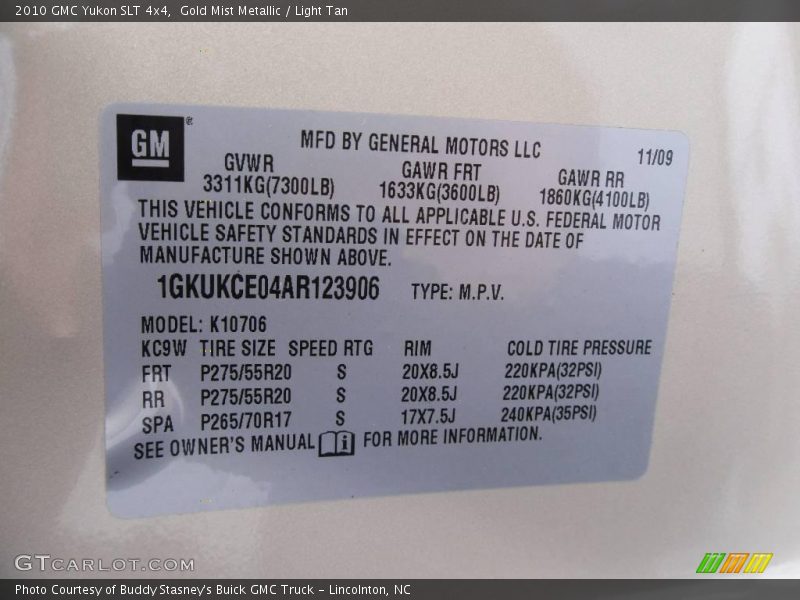 2010 GMC Yukon SLT 4x4,  Gold Mist Metallic / Light Tan
GM®
MFD BY GENERAL MOTORS LLC
11/09
GVWR GAWR FRT GAWR RR
3311KG(7300LB) 1633KG(3600LB) 1860KG(4100LB)
THIS VEHICLE CONFORMS TO ALL APPLICABLE U.S. FEDERAL MOTOR
VEHICLE SAFETY STANDARDS IN EFFECT ON THE DATE OF
MANUFACTURE SHOWN ABOVE.
1GKUKCE04AR123906 TYPE: M.P.V.
MODEL: K10706
KC9W TIRE SIZE SPEED RTG RIM COLD TIRE PRESSURE
FRT P275/55R20 S 20X8.5J 220KPA(32PSI)
RR P275/55R20 S 20X8.5J 220KPA(32PSI)
SPA P265/70R17 S 17X7.5J 240KPA(35PSI)
SEE OWNER'S MANUAL i FOR MORE INFORMATION.
GTCARLOT.COM
Photo Courtesy of Buddy Stasney's Buick GMC Truck - Lincolnton, NC